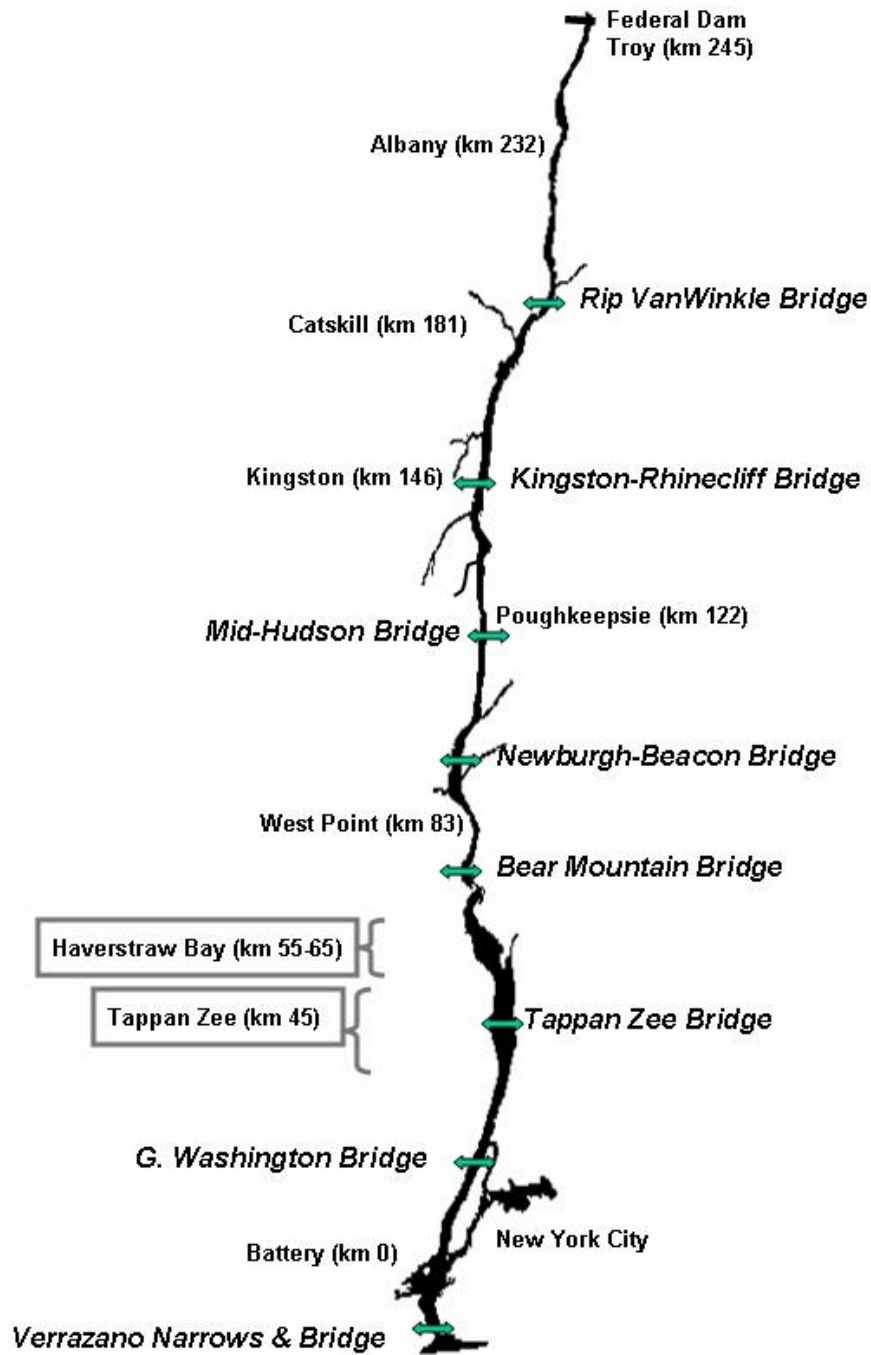 Federal Dam
Troy (km 245)
Albany (km 232)
Rip VanWinkle Bridge
Catskill (km 181)
Kingston (km 146)
Kingston-Rhinecliff Bridge
Poughkeepsie (km 122)
Mid-Hudson Bridge
Newburgh-Beacon Bridge
West Point (km 83)
Bear Mountain Bridge
Haverstraw Bay (km 55-65)
Tappan Zee (km 45)
Tappan Zee Bridge
G. Washington Bridge
New York City
Battery (km 0)
Verrazano Narrows & Bridge